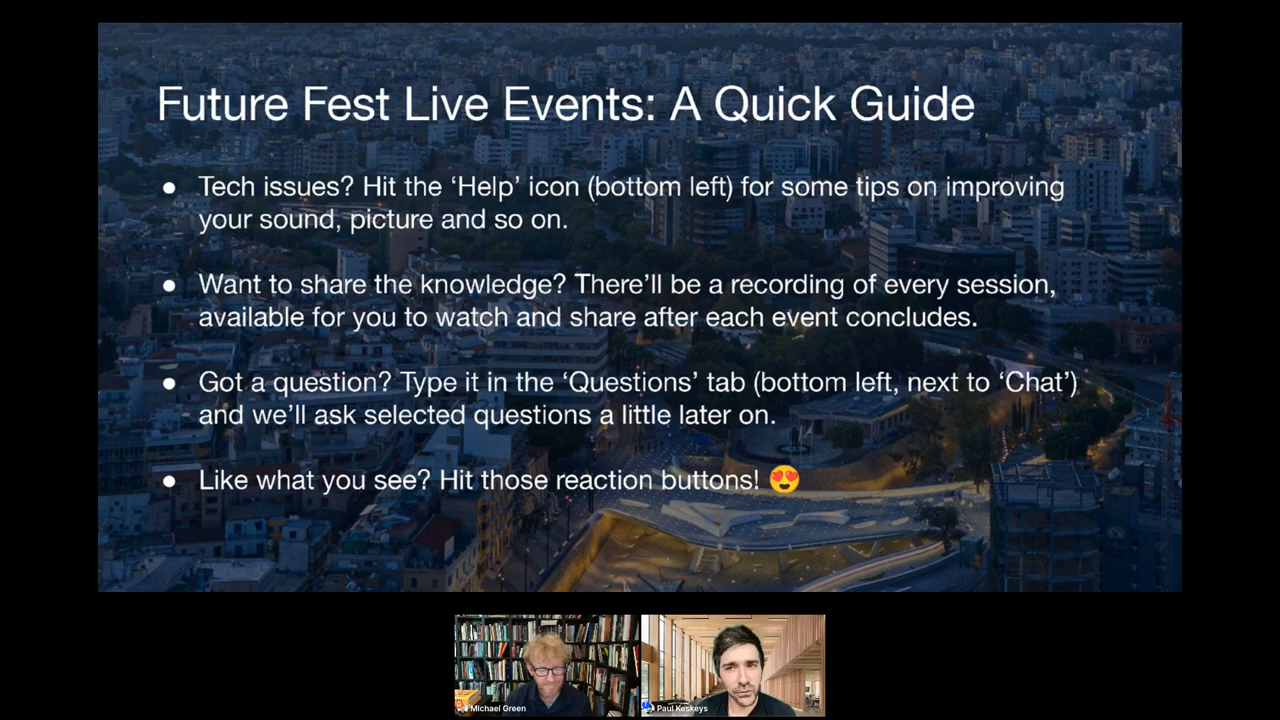 Future Fest Live Events: A Quick Guide
● Tech issues? Hit the ‘Help’ icon (bottom left) for some tips on improving
your sound, picture and so on.
● Want to share the knowledge? There’ll be a recording of every session,
available for you to watch and share after each event concludes.
● Got a question? Type it in the ‘Questions’ tab (bottom left, next to ‘Chat’)
and we’ll ask selected questions a little later on.
● Like what you see? Hit those reaction buttons! 😍
Michael Green
Paul Keskeys